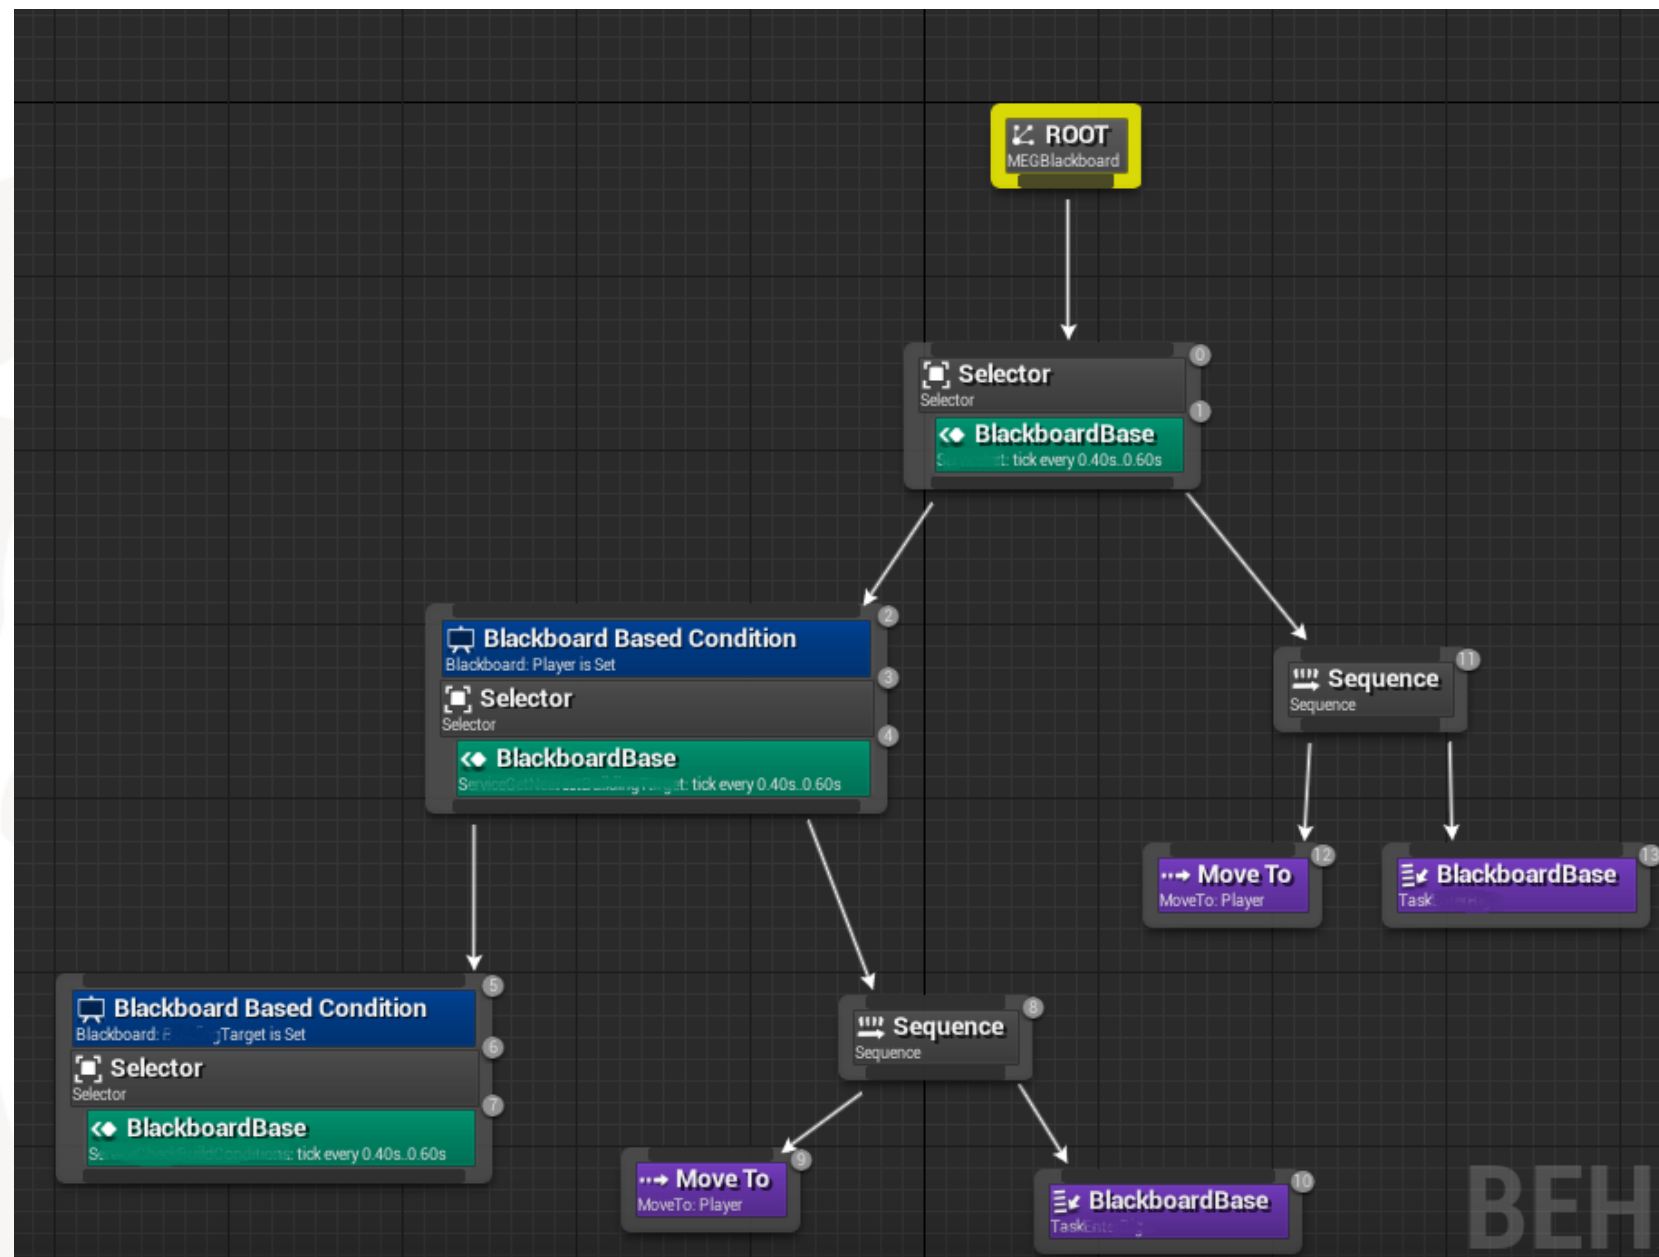 ROOT
MEGBlackboard
0
Selector
Selector
1
BlackboardBase
tick every 0.40s..0.60s
2
Blackboard Based Condition
Blackboard: Player is Set
3
Selector
Selector
4
BlackboardBase
tick every 0.40s..0.60s
11
Sequence
Sequence
12
Move To
MoveTo: Player
13
BlackboardBase
Task
5
Blackboard Based Condition
Blackboard: Target is Set
6
Selector
Selector
7
BlackboardBase
tick every 0.40s..0.60s
8
Sequence
Sequence
9
Move To
MoveTo: Player
10
BlackboardBase
Task
BEH